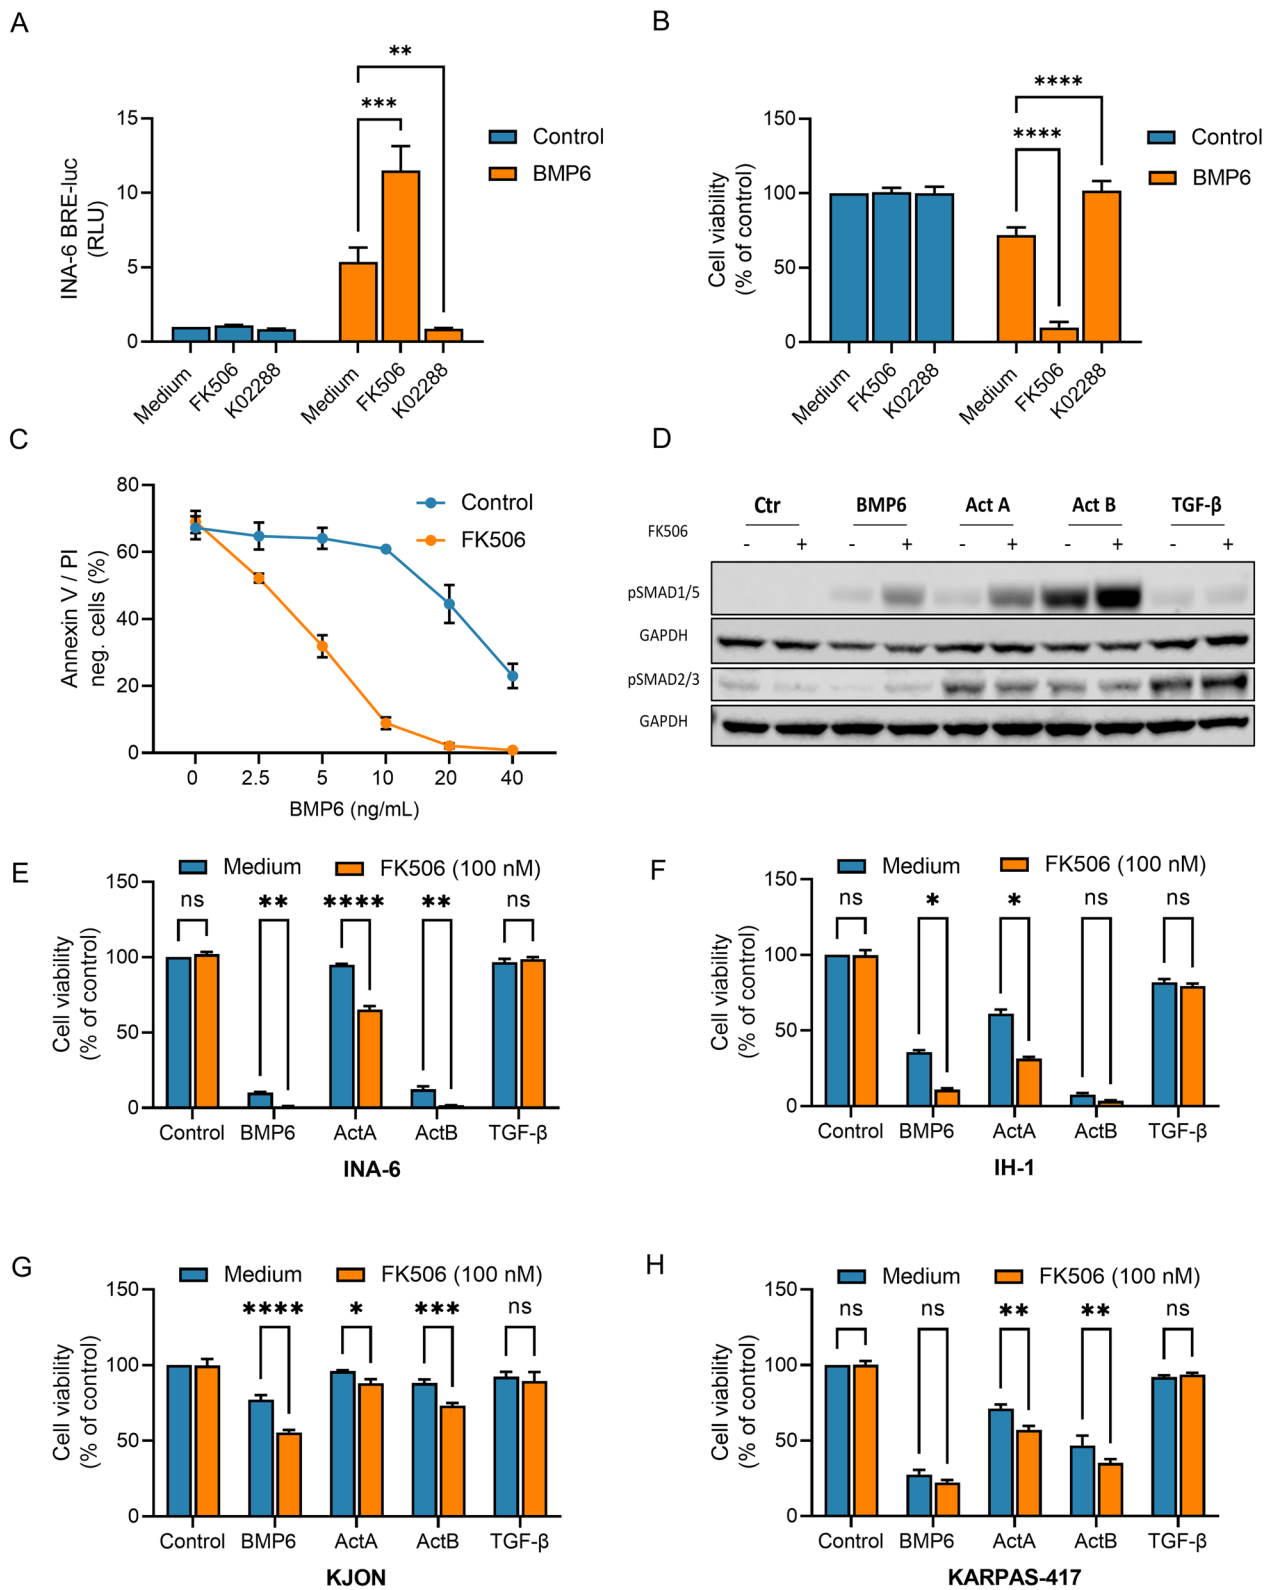 A
**
***
15
10
5
0
INA-6 BRE-luc
(RLU)
Control
BMP6
Medium
FK506
K02288
Medium
FK506
K02288
B
****
****
150
100
50
0
Cell viability
(% of control)
Control
BMP6
Medium
FK506
K02288
Medium
FK506
K02288
C
80
60
40
20
0
Annexin V / PI
neg. cells (%)
Control
FK506
0 2.5 5 10 20 40
BMP6 (ng/mL)
D
Ctr BMP6 Act A Act B TGF-β
FK506
- + - + - + - + - +
pSMAD1/5
GAPDH
pSMAD2/3
GAPDH
E
Medium FK506 (100 nM)
150
100
50
0
Cell viability
(% of control)
ns ** **** ** ns
Control BMP6 ActA ActB TGF-β
INA-6
F
Medium FK506 (100 nM)
150
100
50
0
Cell viability
(% of control)
ns * * ns ns
Control BMP6 ActA ActB TGF-β
IH-1
G
Medium FK506 (100 nM)
150
100
50
0
Cell viability
(% of control)
**** * *** ns
Control BMP6 ActA ActB TGF-β
KJON
H
Medium FK506 (100 nM)
150
100
50
0
Cell viability
(% of control)
ns ns ** ** ns
Control BMP6 ActA ActB TGF-β
KARPAS-417